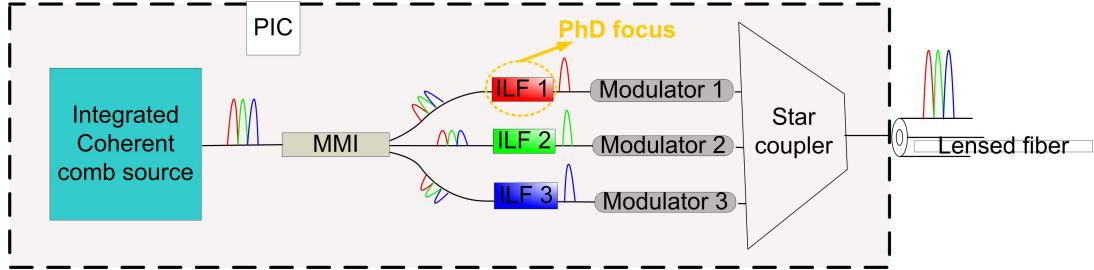 PIC
PhD focus
Integrated
Coherent
comb source
MMI
ILF 1
Modulator 1
ILF 2
Modulator 2
ILF 3
Modulator 3
Star
coupler
Lensed fiber